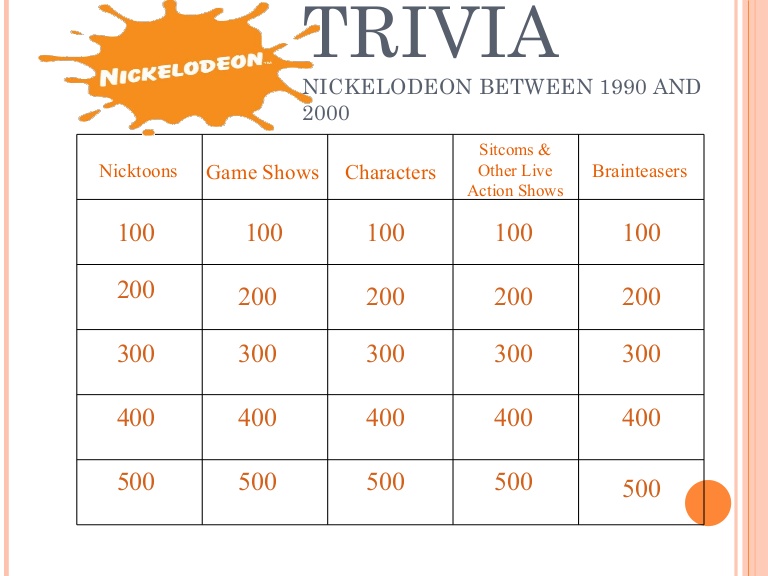 TRIVIA
NICKELODEON™
NICKELODEON BETWEEN 1990 AND
2000
Nicktoons
Game Shows
Characters
Sitcoms &
Other Live
Action Shows
Brainteasers
100 100 100 100 100
200 200 200 200 200
300 300 300 300 300
400 400 400 400 400
500 500 500 500 500